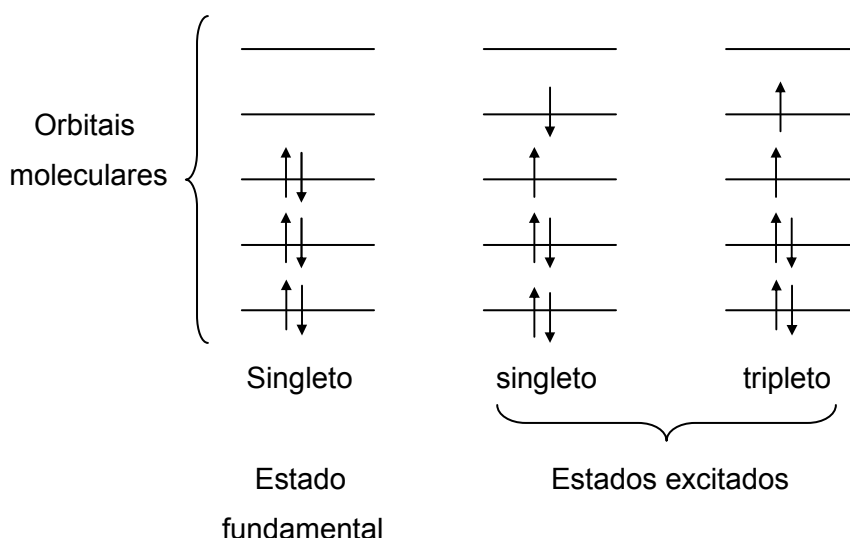 Orbitais
moleculares
Singleto
singleto
tripleto
Estado
fundamental
Estados excitados